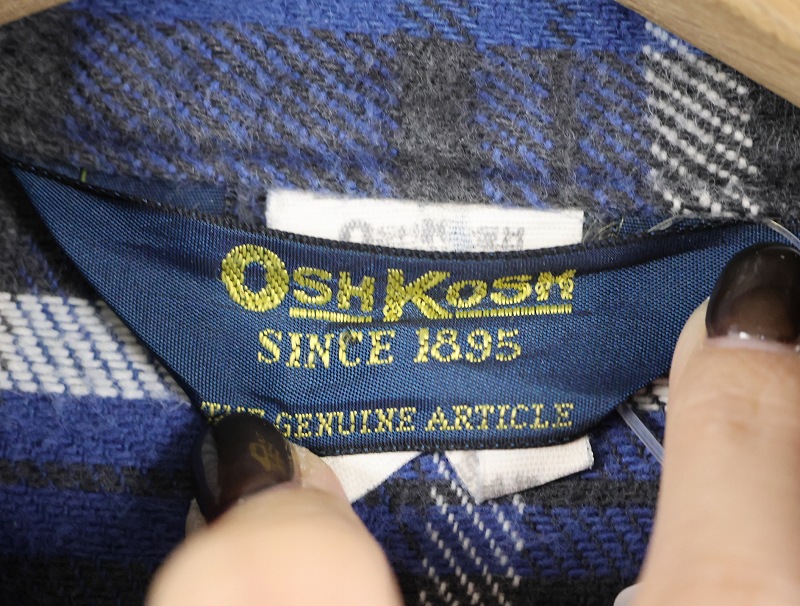 OSHKOSH
SINCE 1895
THE GENUINE ARTICLE